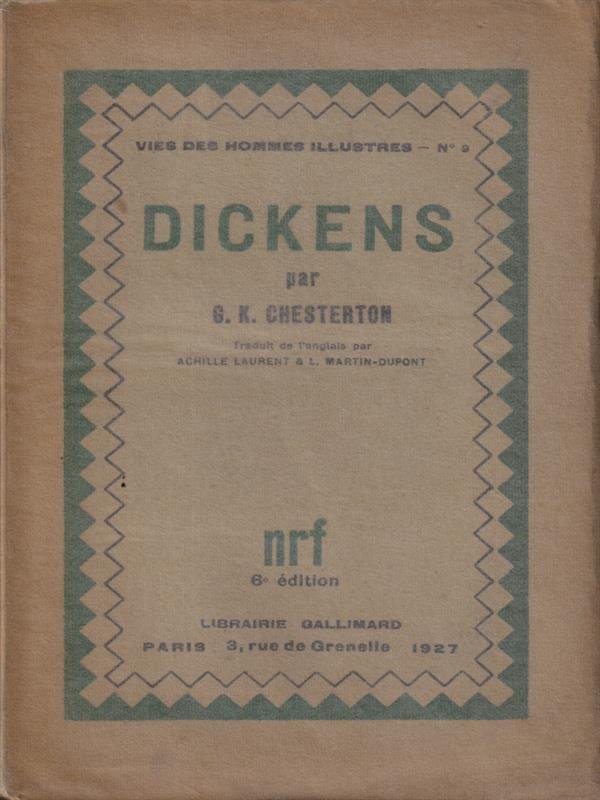 VIES DES HOMMES ILLUSTRES – N° 9
DICKENS
par
G. K. CHESTERTON
Traduit de l'anglais par
ACHILLE LAURENT & L. MARTIN-DUPONT
nrf
6e édition
LIBRAIRIE GALLIMARD
PARIS 3, rue de Grenelle 1927